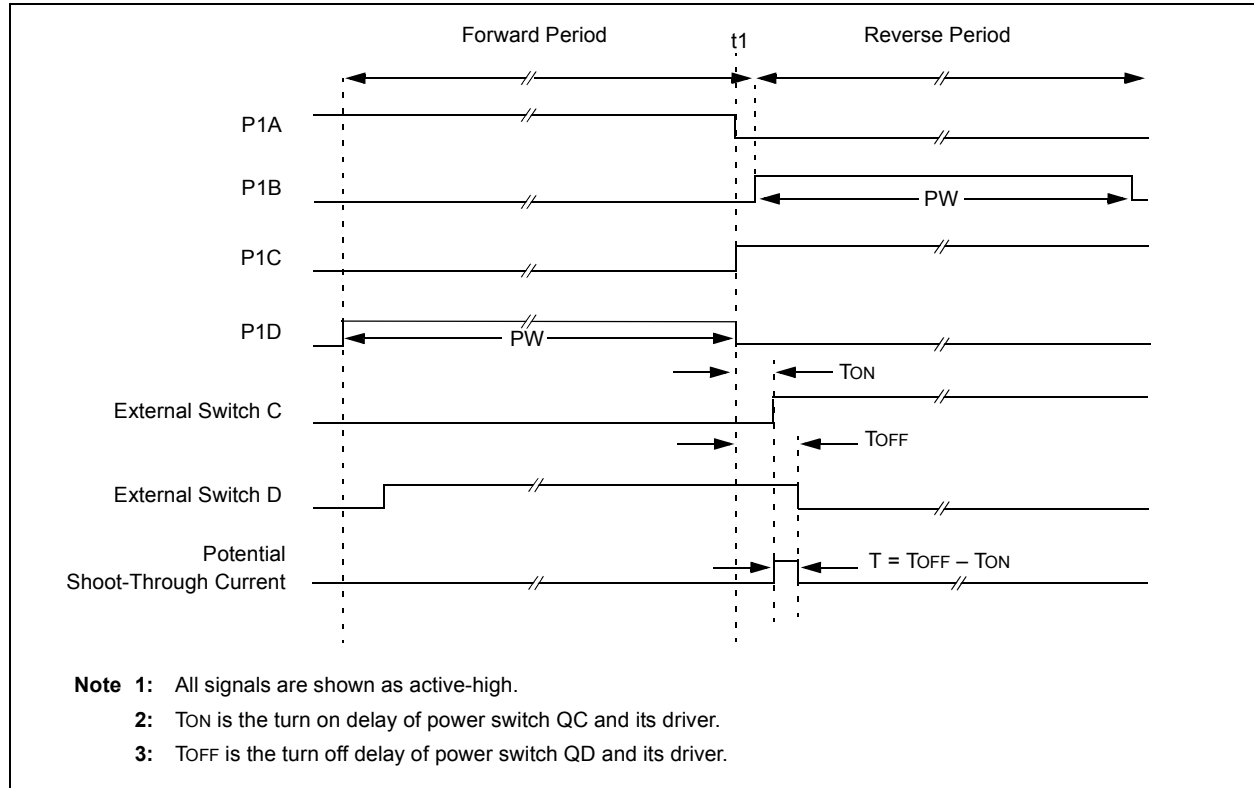 Forward Period
t1
Reverse Period
P1A
P1B
PW
P1C
P1D
PW
TON
External Switch C
TOFF
External Switch D
Potential
Shoot-Through Current
T = TOFF – TON
Note 1: All signals are shown as active-high.
2: TON is the turn on delay of power switch QC and its driver.
3: TOFF is the turn off delay of power switch QD and its driver.